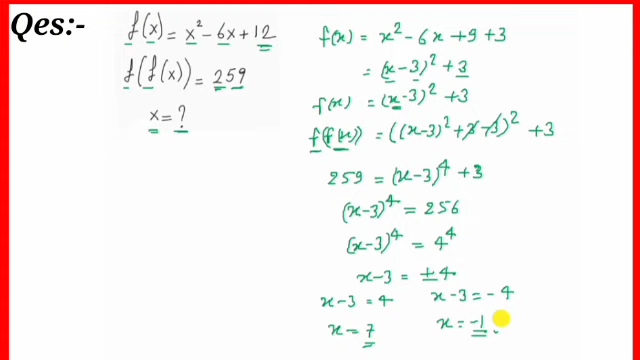 Ques:-
f(x) = x² - 6x + 12
f(f(x)) = 259
x = ?
f(x) = x² - 6x + 9 + 3
= (x - 3)² + 3
f(x) = (x - 3)² + 3
f(f(x)) = ((x - 3)² + 3 - 3)² + 3
259 = (x - 3)⁴ + 3
(x - 3)⁴ = 256
(x - 3)⁴ = 4⁴
x - 3 = ± 4
x - 3 = 4 x - 3 = - 4
x = 7 x = -1